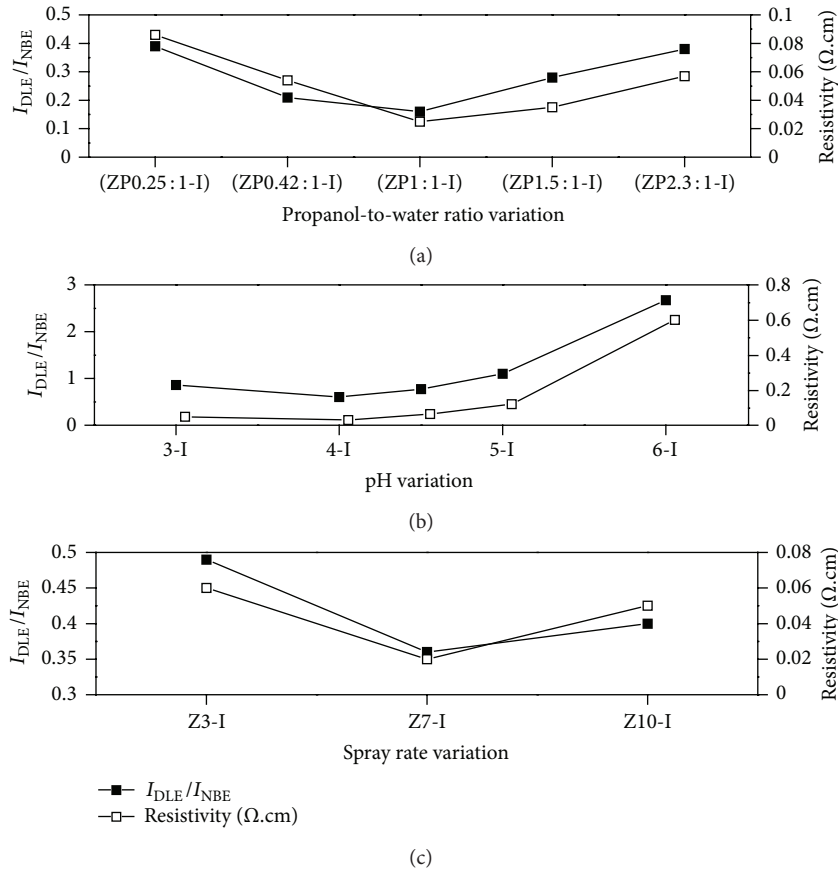 0.5
0.4
0.3
0.2
0.1
0
I_DLE/I_NBE
0.1
0.08
0.06
0.04
0.02
0
Resistivity (Ω.cm)
(ZP0.25:1-I) (ZP0.42:1-I) (ZP1:1-I) (ZP1.5:1-I) (ZP2.3:1-I)
Propanol-to-water ratio variation
(a)
3
2
1
0
I_DLE/I_NBE
0.8
0.6
0.4
0.2
0
Resistivity (Ω.cm)
3-I 4-I 5-I 6-I
pH variation
(b)
0.5
0.45
0.4
0.35
0.3
I_DLE/I_NBE
0.08
0.06
0.04
0.02
0
Resistivity (Ω.cm)
Z3-I Z7-I Z10-I
Spray rate variation
I_DLE/I_NBE
Resistivity (Ω.cm)
(c)